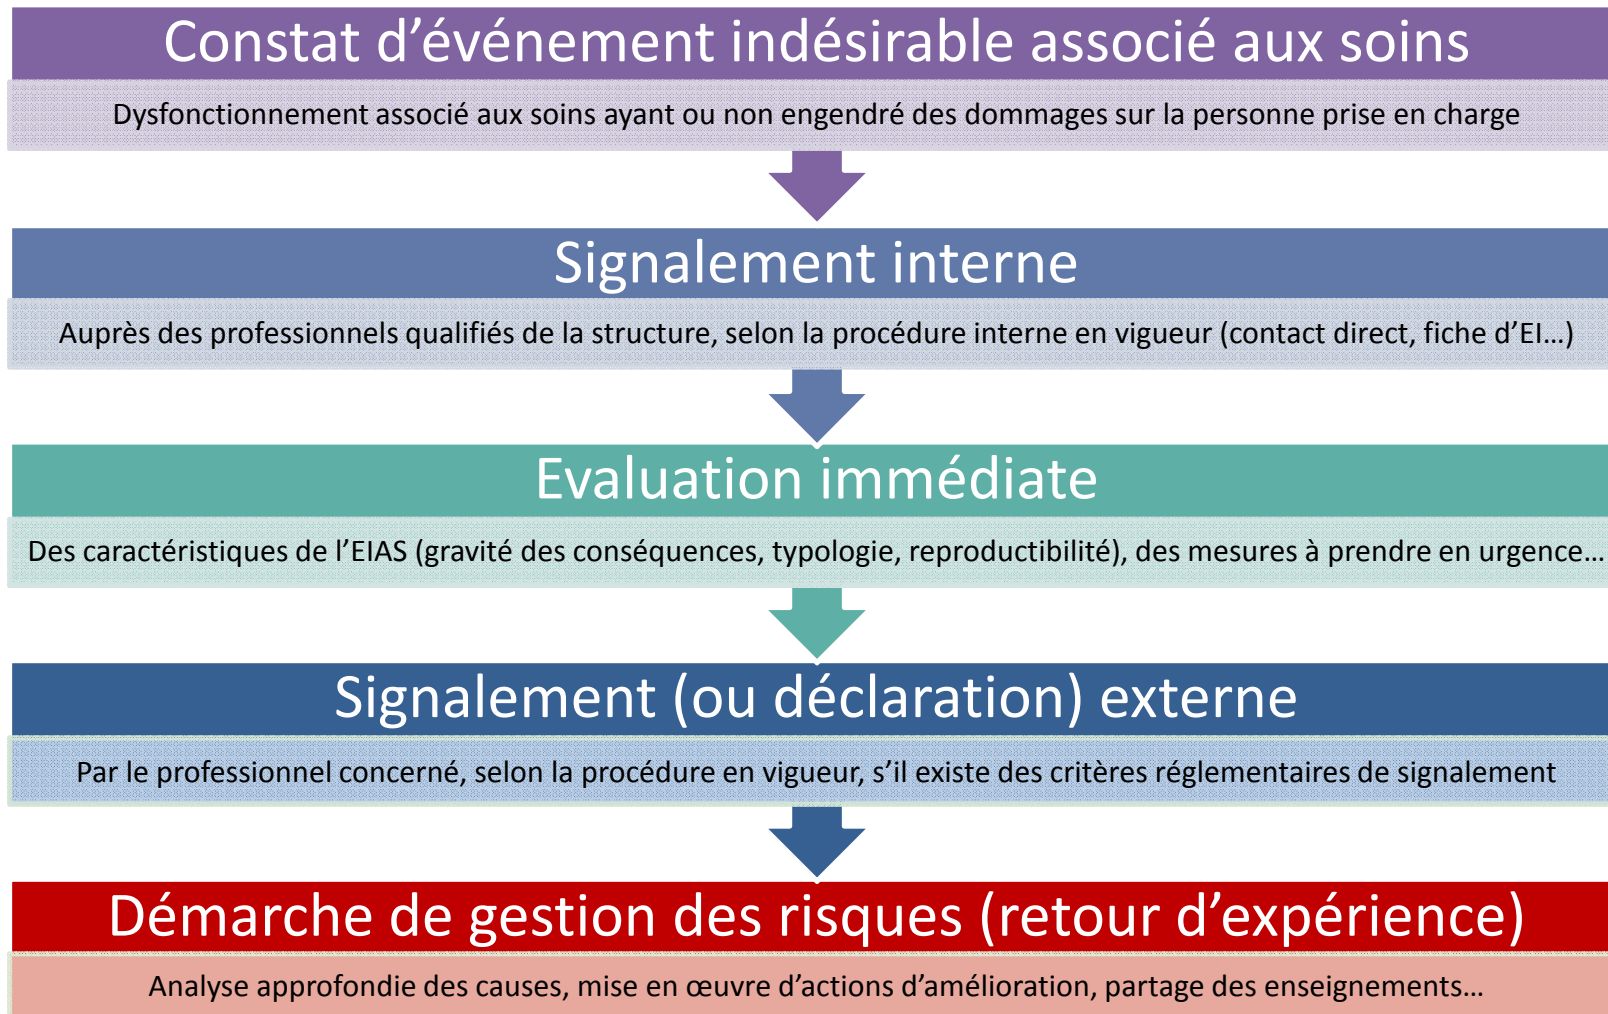 Constat d’événement indésirable associé aux soins
Dysfonctionnement associé aux soins ayant ou non engendré des dommages sur la personne prise en charge
Signalement interne
Auprès des professionnels qualifiés de la structure, selon la procédure interne en vigueur (contact direct, fiche d’EI…)
Evaluation immédiate
Des caractéristiques de l’EIAS (gravité des conséquences, typologie, reproductibilité), des mesures à prendre en urgence…
Signalement (ou déclaration) externe
Par le professionnel concerné, selon la procédure en vigueur, s’il existe des critères réglementaires de signalement
Démarche de gestion des risques (retour d’expérience)
Analyse approfondie des causes, mise en œuvre d’actions d’amélioration, partage des enseignements…